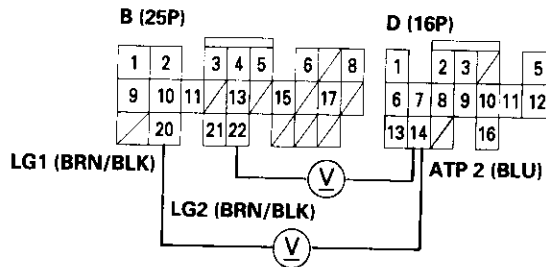 B (25P) D (16P)
1 2 3 4 5 6 8 1 2 3 5
9 10 11 13 15 17 6 7 8 9 10 11 12
20 21 22 13 14 16
LG1 (BRN/BLK) V ATP 2 (BLU)
LG2 (BRN/BLK)
V